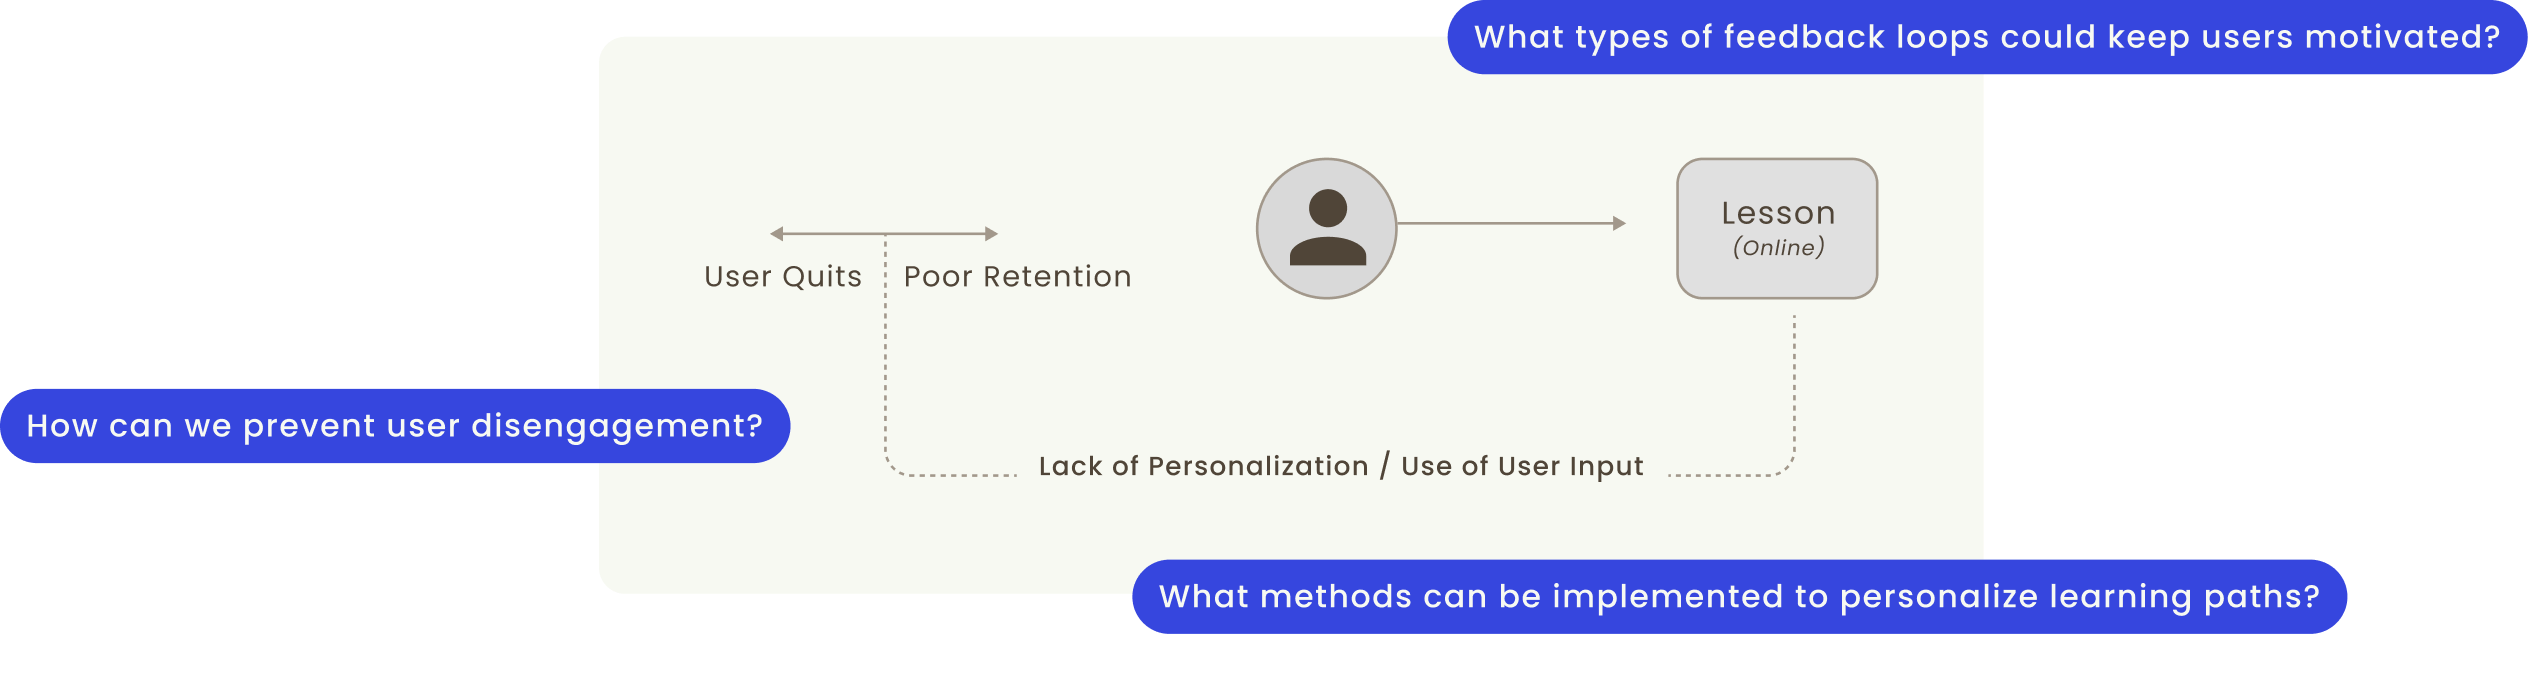 What types of feedback loops could keep users motivated?
Lesson
(Online)
User Quits
Poor Retention
How can we prevent user disengagement?
Lack of Personalization / Use of User Input
What methods can be implemented to personalize learning paths?